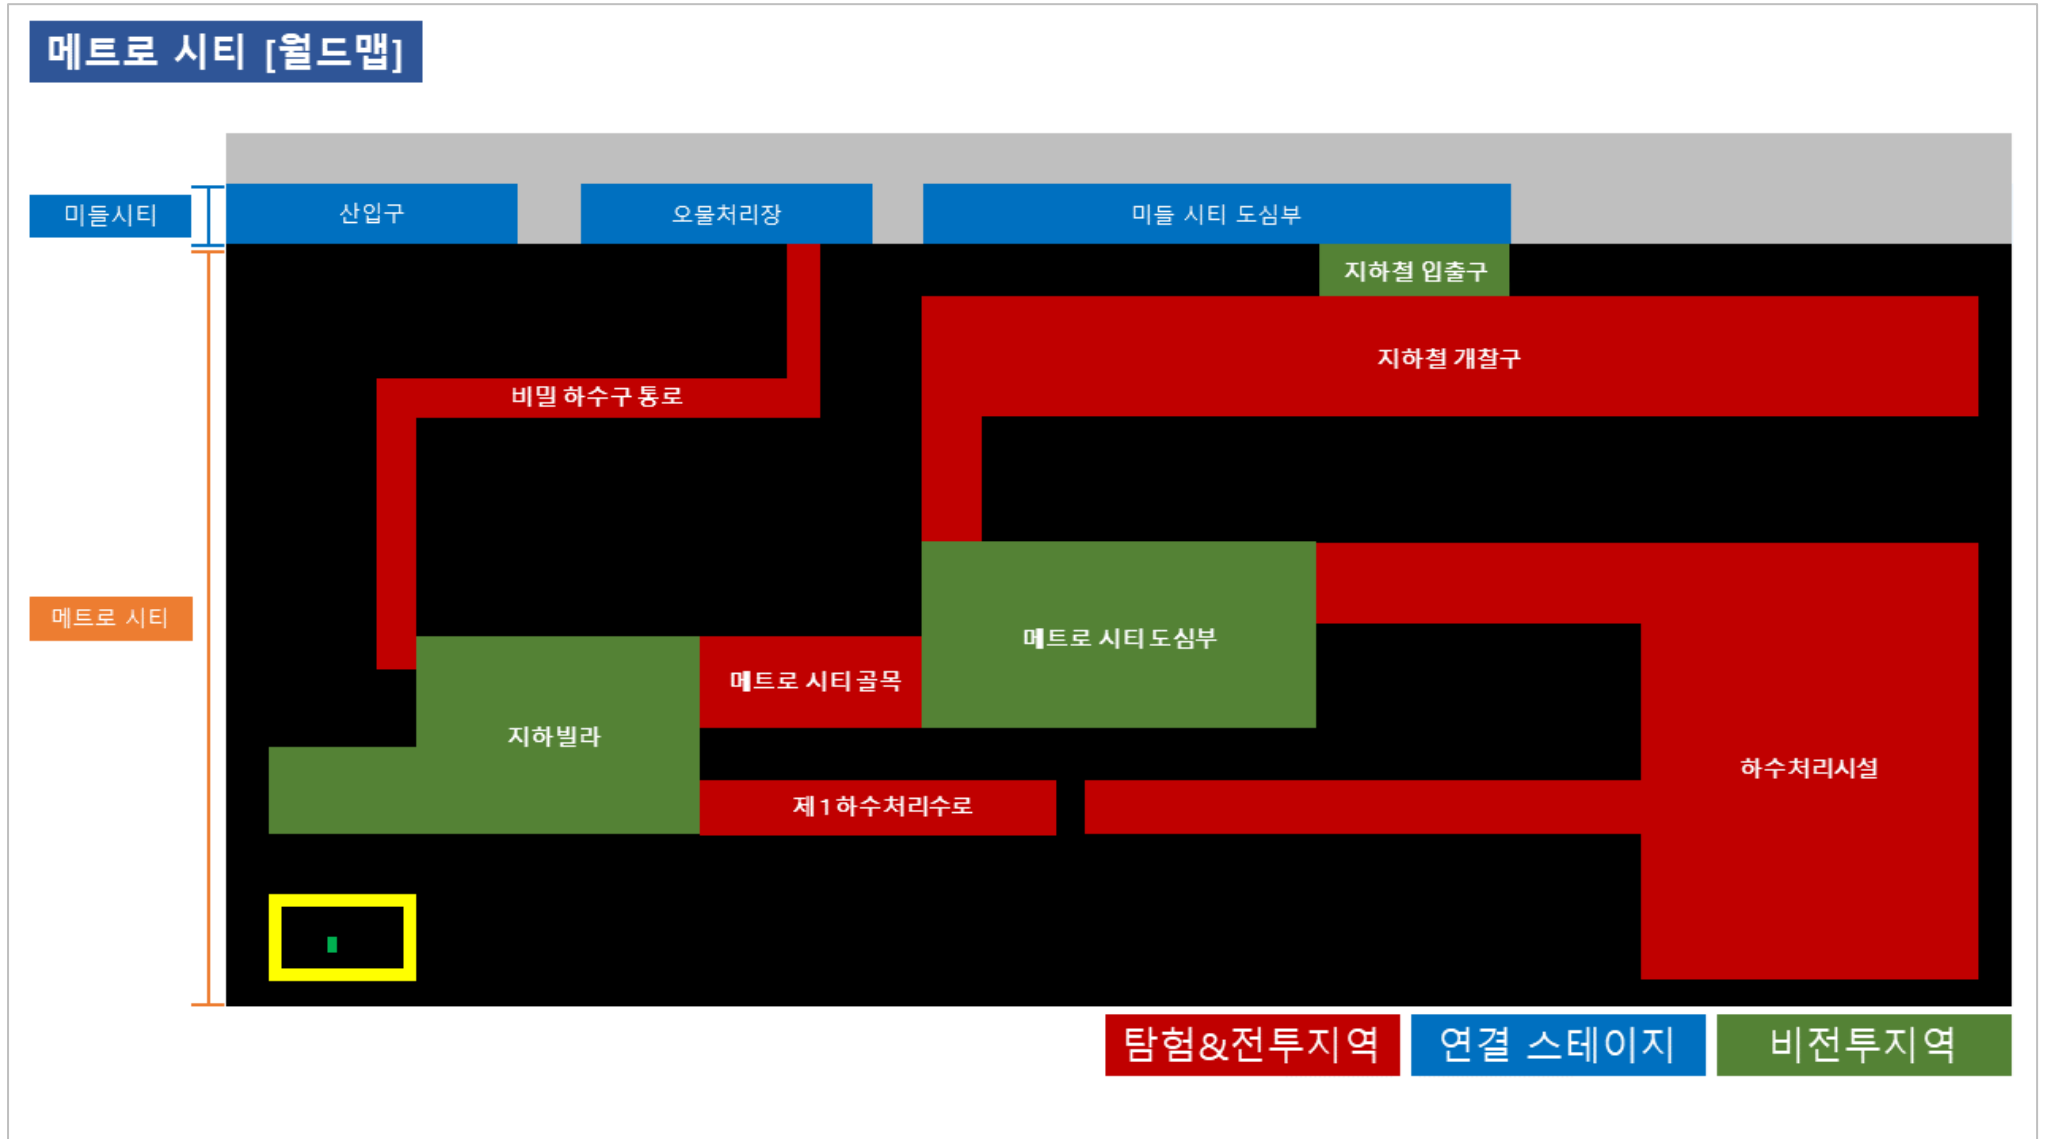 메트로 시티 [월드맵]
미들시티
산입구
오물처리장
미들 시티 도심부
지하철 입출구
지하철 개찰구
비밀 하수구 통로
메트로 시티
메트로 시티 도심부
메트로 시티 골목
지하빌라
하수처리시설
제1하수처리수로
탐험&전투지역
연결 스테이지
비전투지역